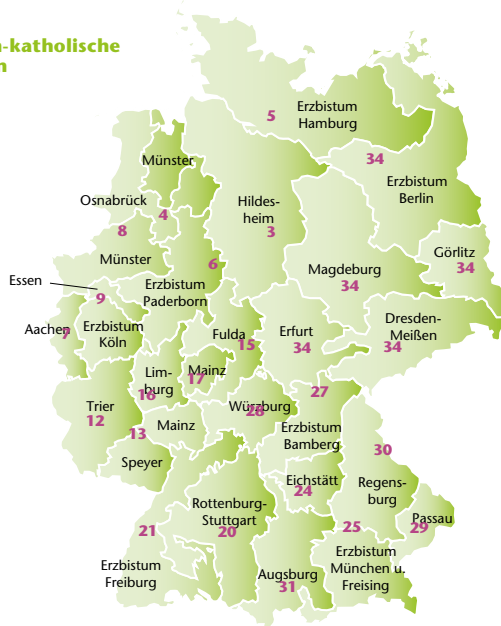 -katholische
n
5
Erzbistum
Hamburg
34
Münster
Erzbistum
Berlin
Osnabrück
4
Hildes-
heim
3
8
Görlitz
34
Münster
6
Magdeburg
34
Essen
9
Erzbistum
Paderborn
Dresden-
Meißen
34
Aachen
7
Erzbistum
Köln
Fulda
15
Erfurt
34
Lim-
burg
16
Mainz
17
27
Trier
12
Würzburg
28
13
Mainz
Erzbistum
Bamberg
30
Speyer
Eichstätt
24
Regens-
burg
Rottenburg-
Stuttgart
20
Passau
29
21
25
Erzbistum
Freiburg
Augsburg
31
Erzbistum
München u.
Freising